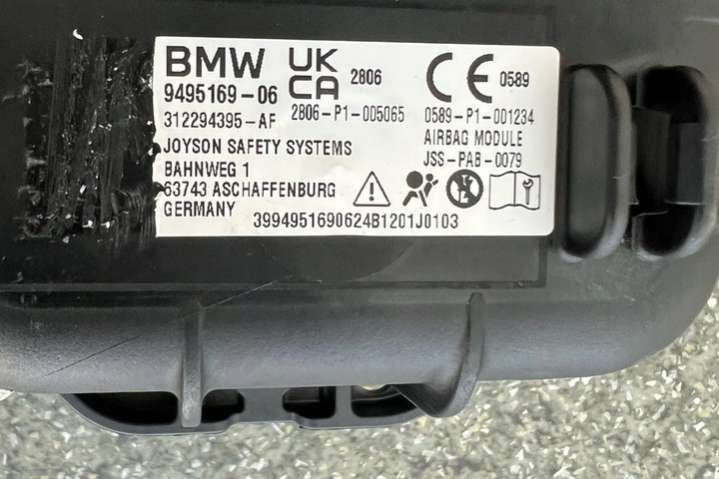 BMW UK CA 2806 CE 0589
9495169-06 2806-P1-005065 0589-P1-001234
312294395-AF AIRBAG MODULE
JOYSON SAFETY SYSTEMS JSS-PAB-0079
BAHNWEG 1
63743 ASCHAFFENBURG
GERMANY 3994951690624B1201J0103